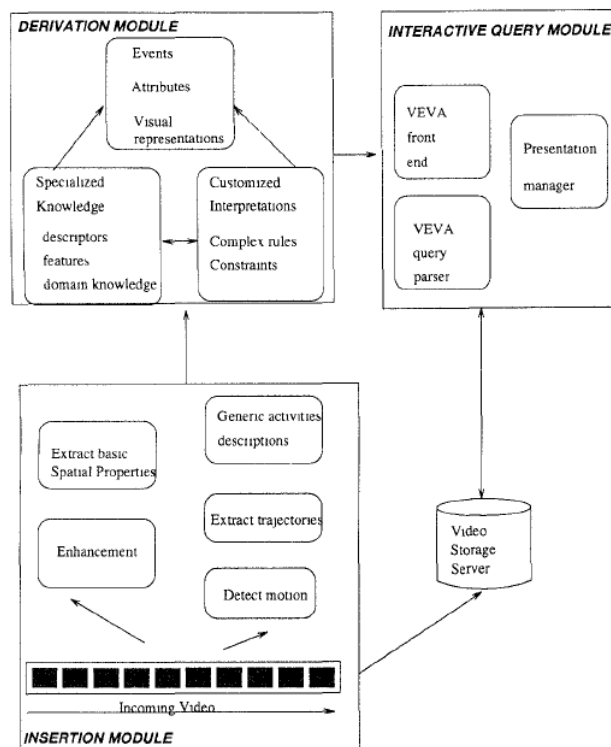 DERIVATION MODULE
Events
Attributes
Visual
representations
Specialized
Knowledge
descriptors
features
domain knowledge
Customized
Interpretations
Complex rules
Constraints
INTERACTIVE QUERY MODULE
VEVA
front
end
Presentation
manager
VEVA
query
parser
Extract basic
Spatial Properties
Enhancement
Generic activities
descriptions
Extract trajectories
Detect motion
Incoming Video
INSERTION MODULE
Video
Storage
Server